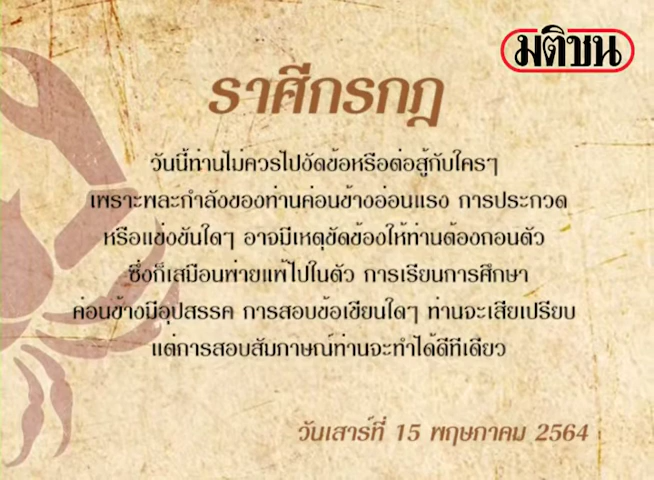 มติชน
ราศีกรกฎ
วันนี้ท่านไม่ควรไปงัดข้อหรือต่อสู้กับใครๆ
เพราะพละกำลังของท่านค่อนข้างอ่อนแรง การประกวด
หรือแข่งขันใดๆ อาจมีเหตุขัดข้องให้ท่านต้องถอนตัว
ซึ่งก็เสมือนพ่ายแพ้ไปในตัว การเรียนการศึกษา
ค่อนข้างมีอุปสรรค การสอบข้อเขียนใดๆ ท่านจะเสียเปรียบ
แต่การสอบสัมภาษณ์ท่านจะทำได้ดีทีเดียว
วันเสาร์ที่ 15 พฤษภาคม 2564